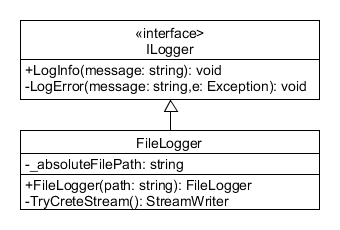 «interface»
ILogger
+LogInfo(message: string): void
-LogError(message: string,e: Exception): void
FileLogger
-_absoluteFilePath: string
+FileLogger(path: string): FileLogger
-TryCreteStream(): StreamWriter